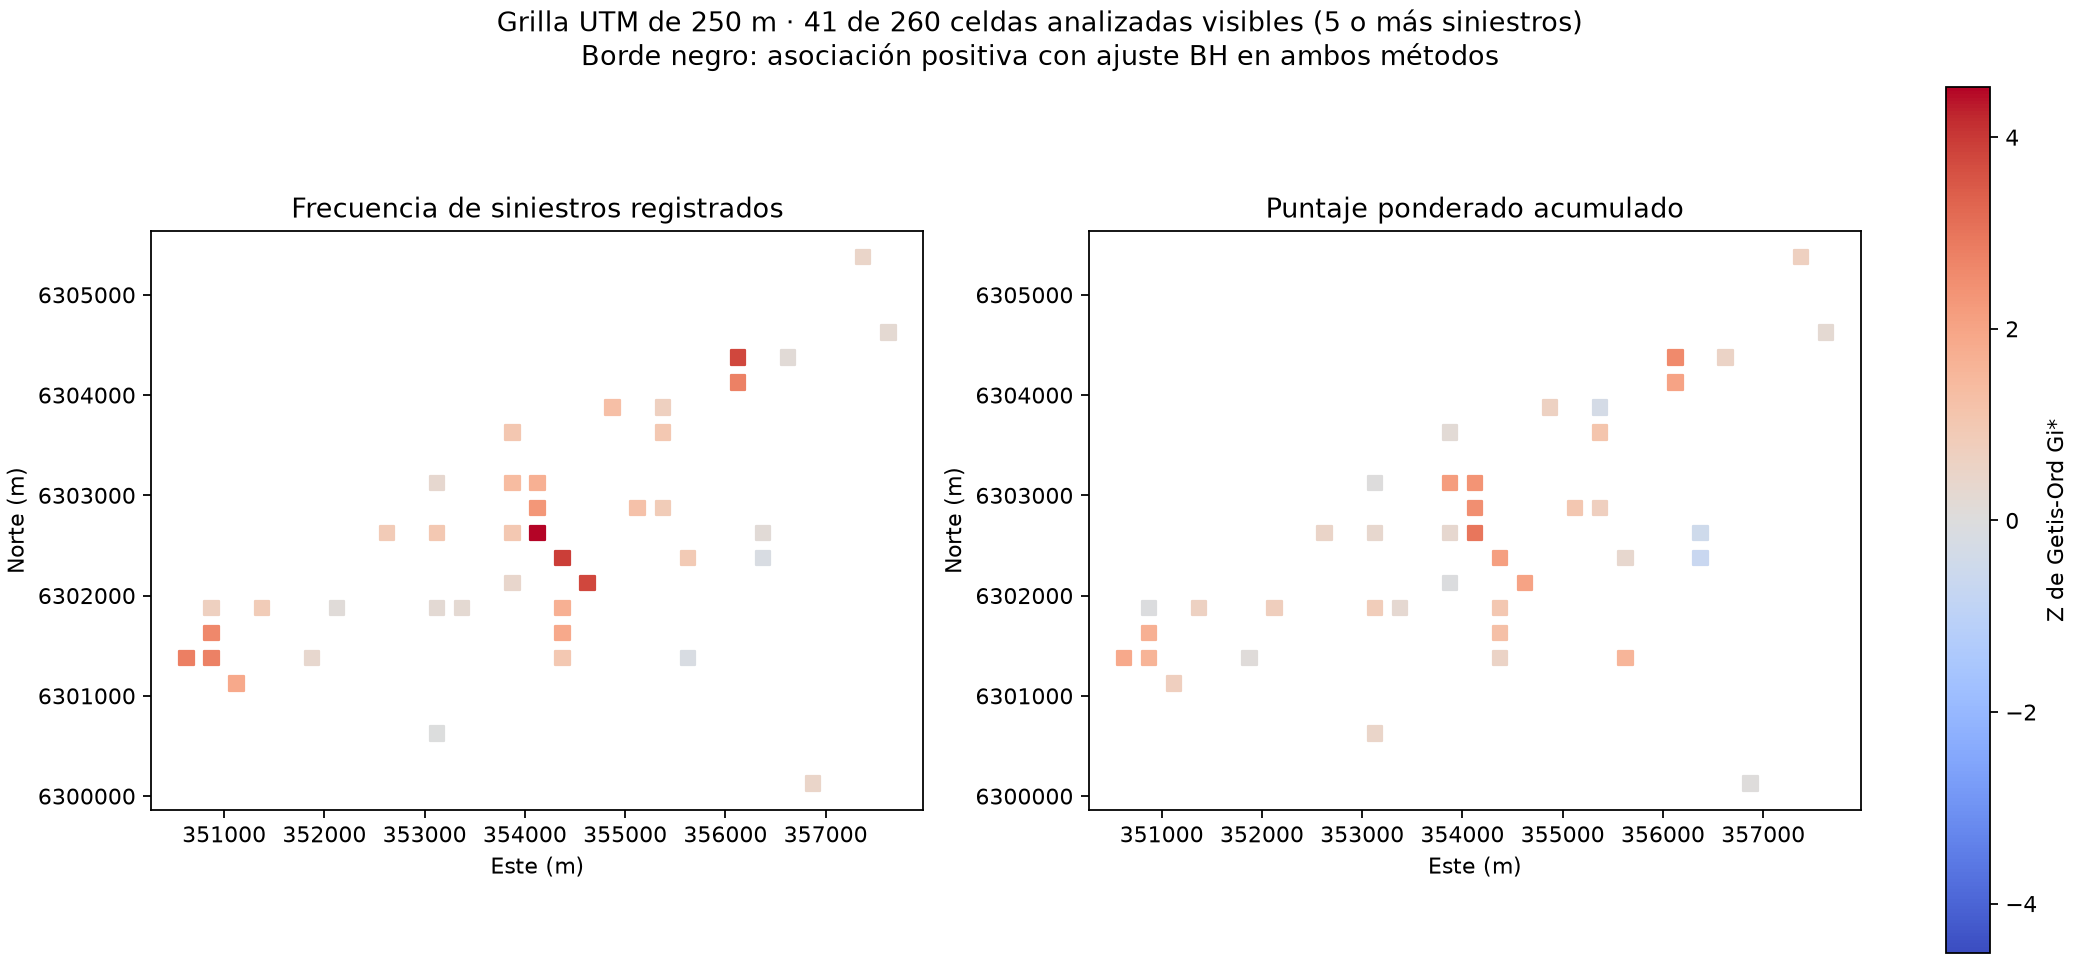 Grilla UTM de 250 m · 41 de 260 celdas analizadas visibles (5 o más siniestros)
Borde negro: asociación positiva con ajuste BH en ambos métodos
Frecuencia de siniestros registrados
6305000
6304000
6303000
6302000
6301000
6300000
Norte (m)
351000 352000 353000 354000 355000 356000 357000
Este (m)
Puntaje ponderado acumulado
6305000
6304000
6303000
6302000
6301000
6300000
Norte (m)
351000 352000 353000 354000 355000 356000 357000
Este (m)
4
2
0
−2
−4
Z de Getis-Ord Gi*